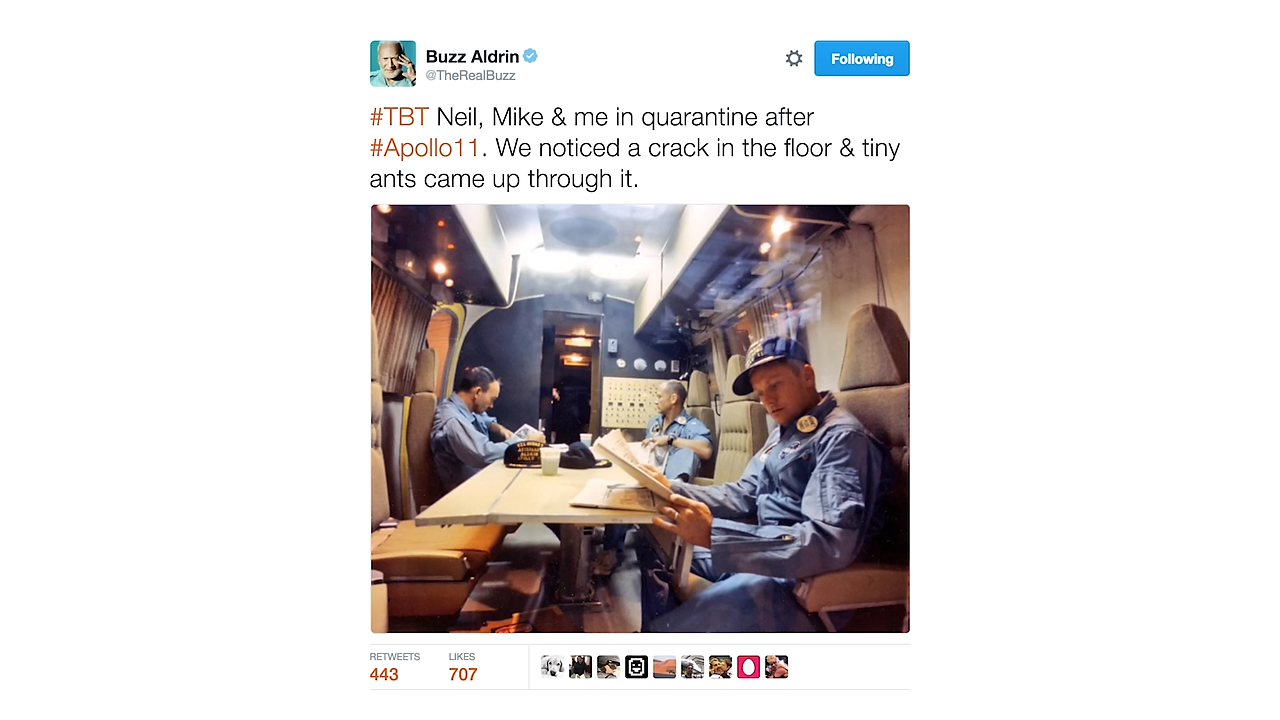 Buzz Aldrin
@TheRealBuzz
Following
#TBT Neil, Mike & me in quarantine after
#Apollo11. We noticed a crack in the floor & tiny
ants came up through it.
RETWEETS
LIKES
443
707